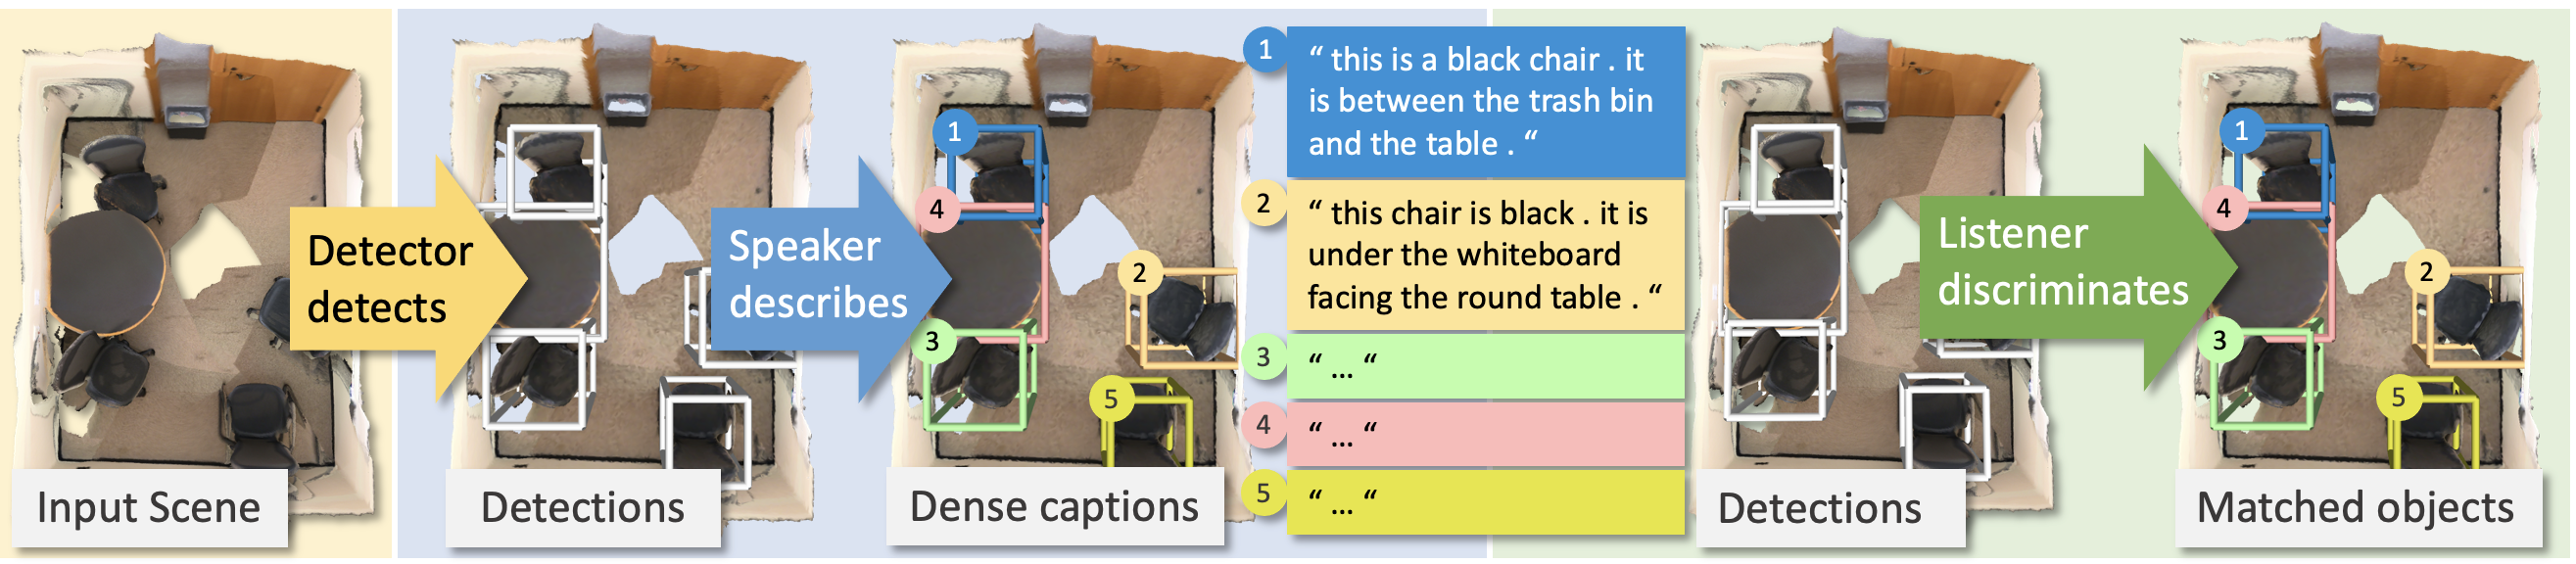 Input Scene
Detector
detects
Detections
Speaker
describes
1
4
2
3
5
Dense captions
1
“ this is a black chair . it
is between the trash bin
and the table . “
2
“ this chair is black . it is
under the whiteboard
facing the round table . “
3
“ ... “
4
“ ... “
5
“ ... “
Detections
Listener
discriminates
1
4
2
3
5
Matched objects